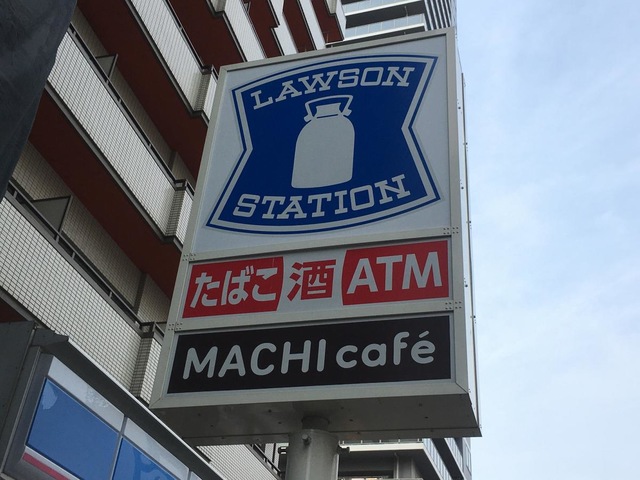 LAWSON
STATION
たばこ 酒 ATM
MACHI café